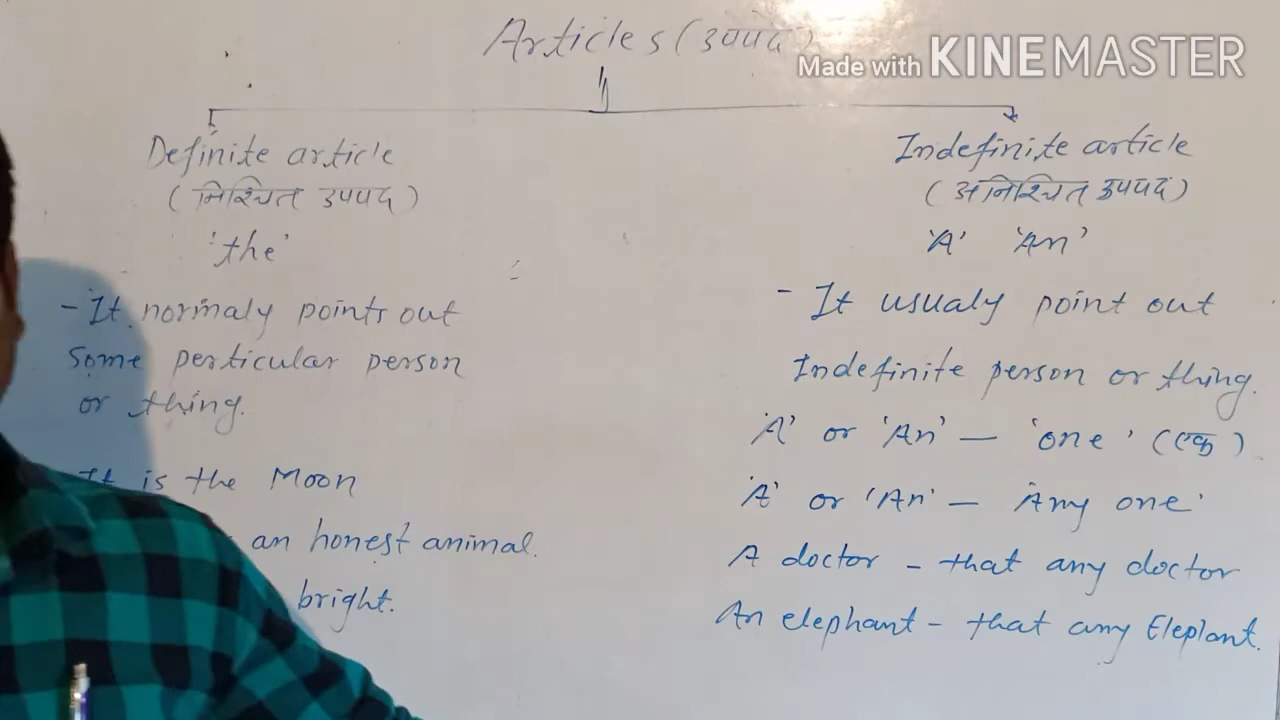 Articles (उपपद)
Made with KINEMASTER
Definite article
(निश्चित उपपद)
'the'
- It normaly points out
some perticular person
or thing.
It is the Moon
an honest animal.
bright.
Indefinite article
(अनिश्चित उपपद)
'A' 'An'
- It usualy point out
Indefinite person or thing.
'A' or 'An' — 'one' (एक)
'A' or 'An' — 'Any one'
A doctor - that any doctor
An elephant - that any Eleplant.